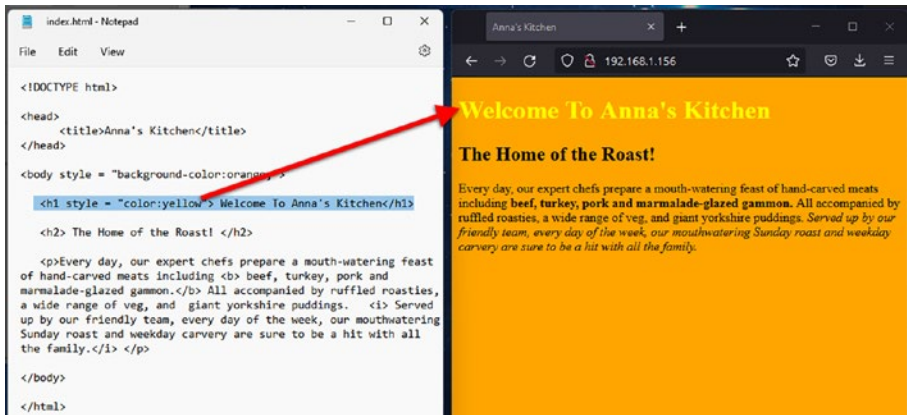 index.html - Notepad
File Edit View
<!DOCTYPE html>
<head>
<title>Anna's Kitchen</title>
</head>
<body style = "background-color:orange;">
<h1 style = "color:yellow"> Welcome To Anna's Kitchen</h1>
<h2> The Home of the Roast! </h2>
<p>Every day, our expert chefs prepare a mouth-watering feast
of hand-carved meats including <b> beef, turkey, pork and
marmalade-glazed gammon.</b> All accompanied by ruffled roasties,
a wide range of veg, and giant yorkshire puddings. <i> Served
up by our friendly team, every day of the week, our mouthwatering
Sunday roast and weekday carvery are sure to be a hit with all
the family.</i> </p>
</body>
</html>
Anna's Kitchen
192.168.1.156
Welcome To Anna's Kitchen
The Home of the Roast!
Every day, our expert chefs prepare a mouth-watering feast of hand-carved meats
including beef, turkey, pork and marmalade-glazed gammon. All accompanied by
ruffled roasties, a wide range of veg, and giant yorkshire puddings. Served up by our
friendly team, every day of the week, our mouthwatering Sunday roast and weekday
carvery are sure to be a hit with all the family.